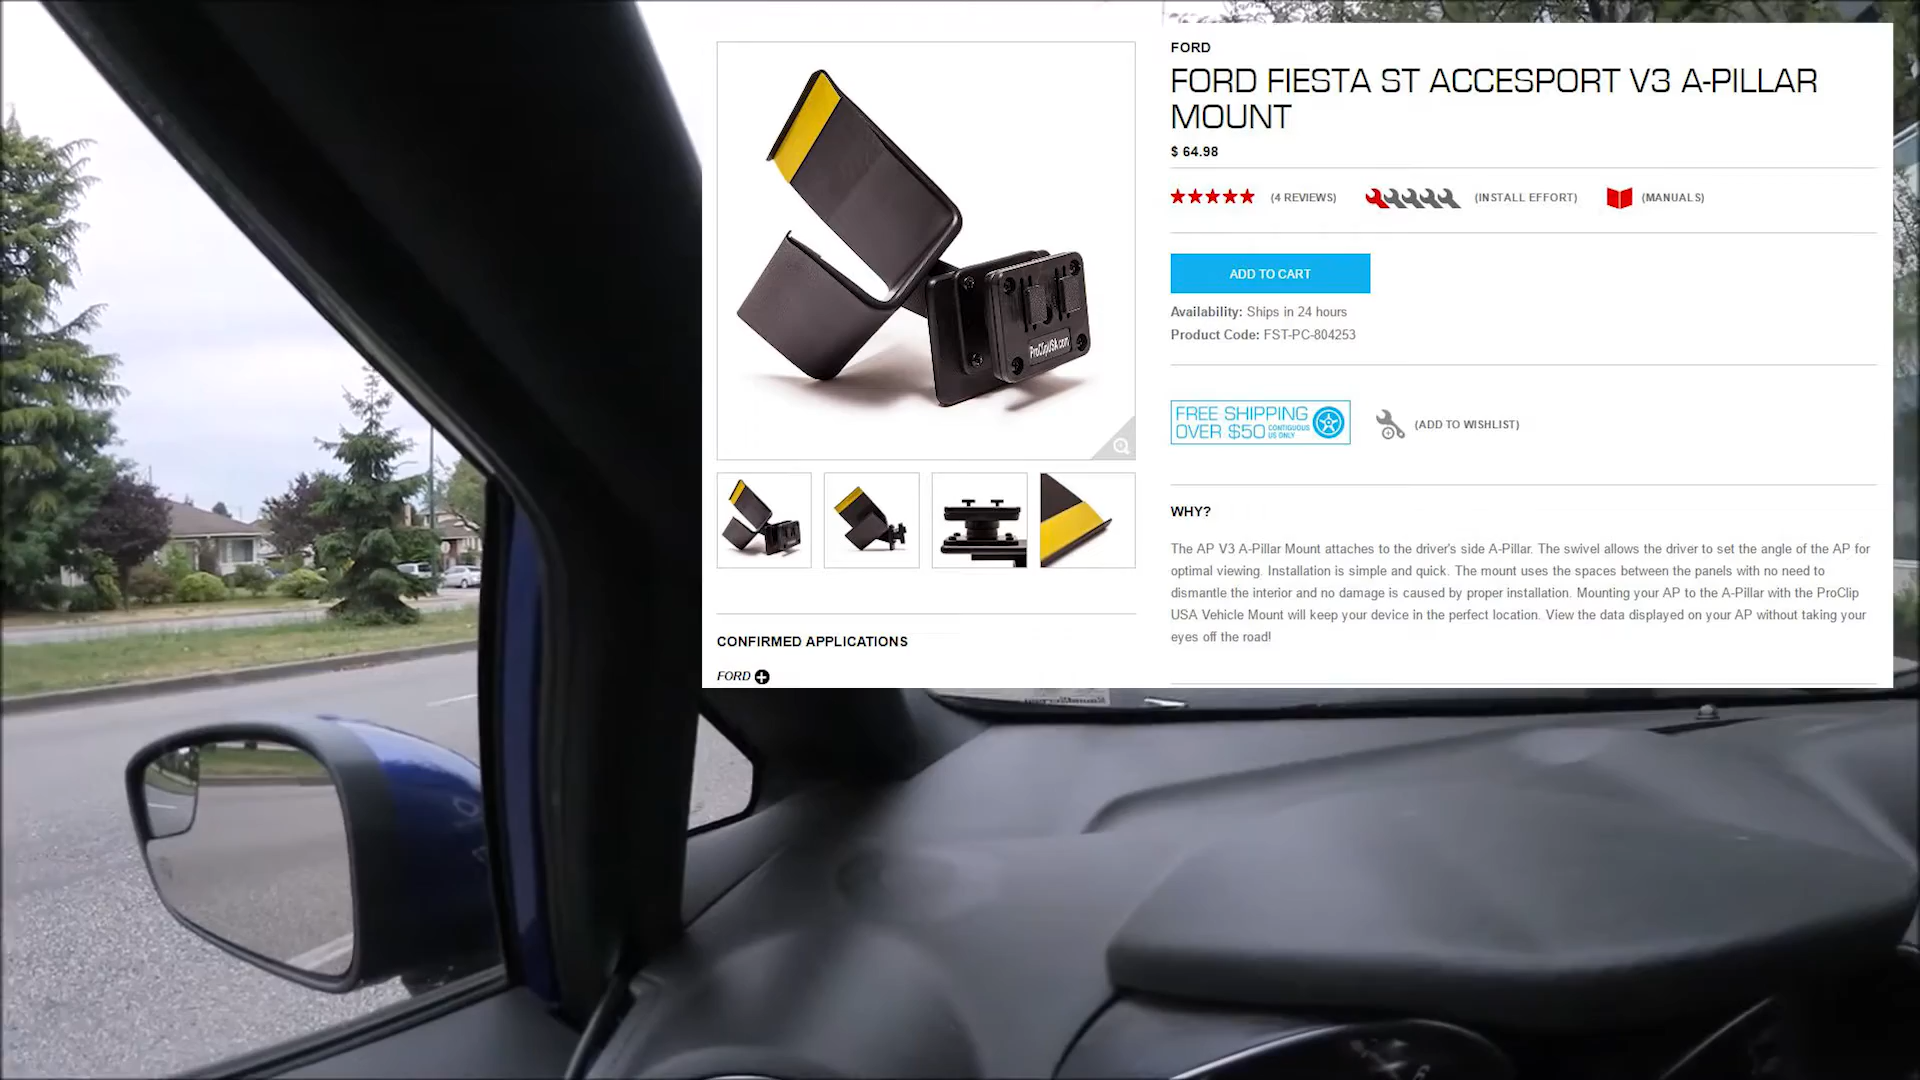 FORD
FORD FIESTA ST ACCESPORT V3 A-PILLAR
MOUNT
$ 64.98
(4 REVIEWS)
(INSTALL EFFORT)
(MANUALS)
ADD TO CART
Availability: Ships in 24 hours
Product Code: FST-PC-804253
FREE SHIPPING
OVER $50 CONTIGUOUS
US ONLY
(ADD TO WISHLIST)
WHY?
The AP V3 A-Pillar Mount attaches to the driver's side A-Pillar. The swivel allows the driver to set the angle of the AP for
optimal viewing. Installation is simple and quick. The mount uses the spaces between the panels with no need to
dismantle the interior and no damage is caused by proper installation. Mounting your AP to the A-Pillar with the ProClip
USA Vehicle Mount will keep your device in the perfect location. View the data displayed on your AP without taking your
eyes off the road!
ProClipUSA.com
CONFIRMED APPLICATIONS
FORD